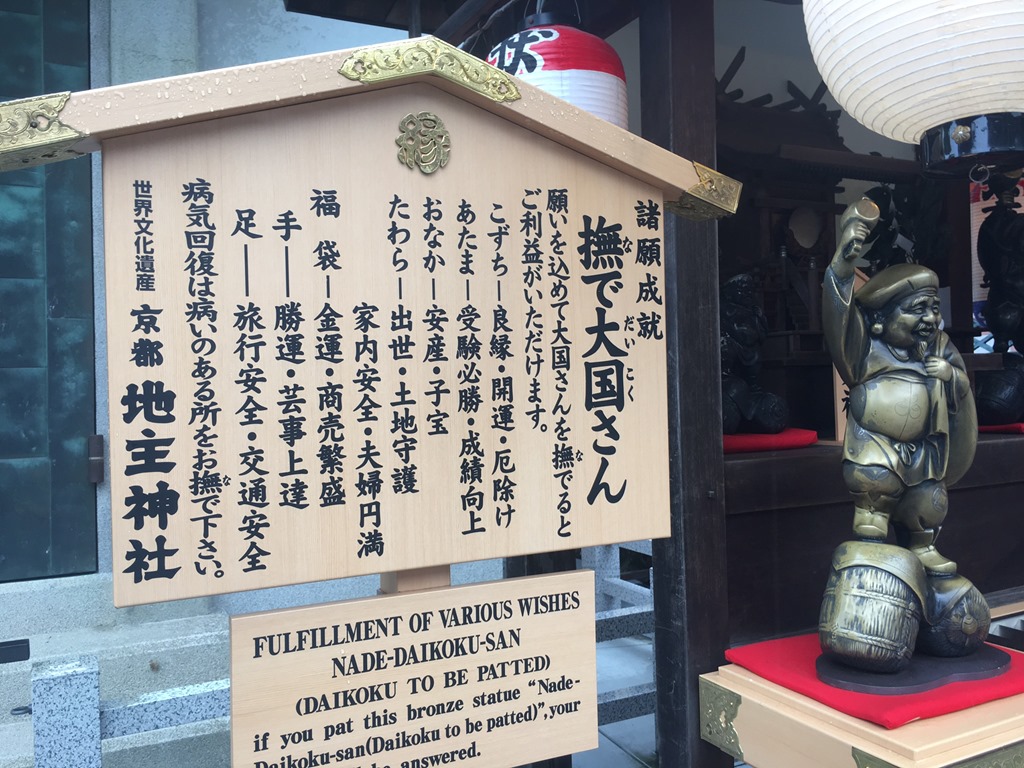 諸願成就
撫で大国さん
な
だいこく
願いを込めて大国さんを撫でると
ご利益がいただけます。
こずち―良縁・開運・厄除け
あたま―受験必勝・成績向上
おなか―安産・子宝
たわら―出世・土地守護
家内安全・夫婦円満
福袋―金運・商売繁盛
手―勝運・芸事上達
足―旅行安全・交通安全
病気回復は病いのある所をお撫で下さい。
な
世界文化遺産 京都 地主神社
FULFILLMENT OF VARIOUS WISHES
NADE-DAIKOKU-SAN
(DAIKOKU TO BE PATTED)
if you pat this bronze statue “Nade-
Daikoku-san(Daikoku to be patted)”,your
be answered.